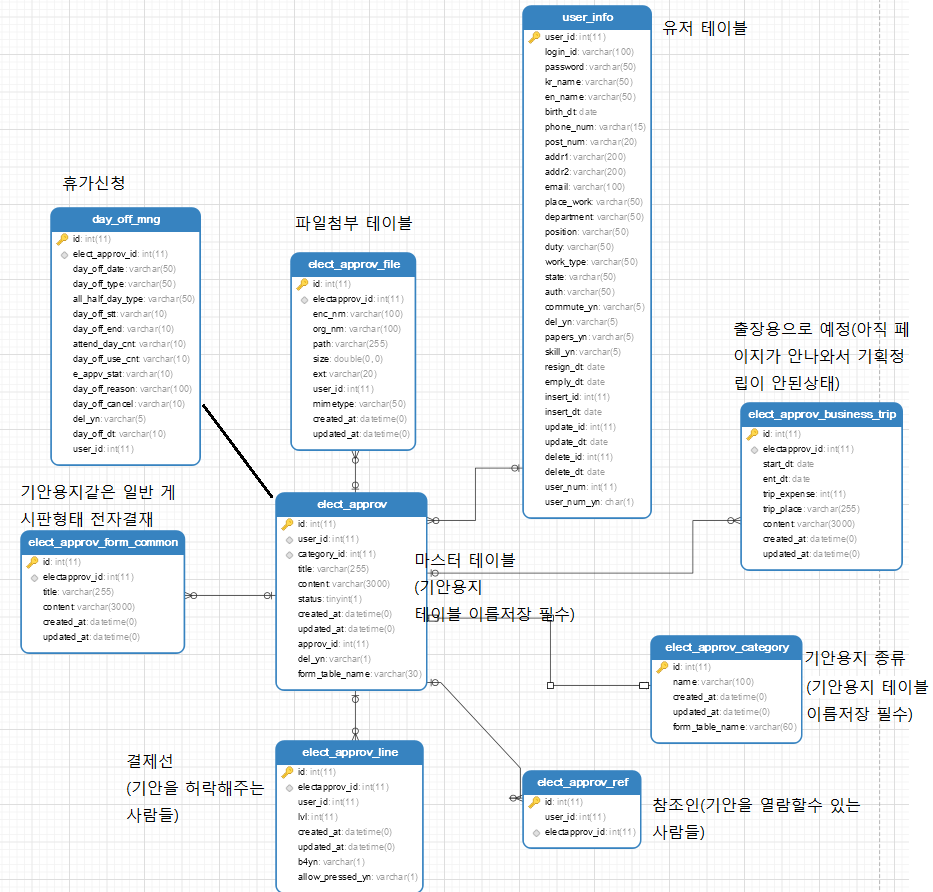 user_info
user_id: int(11)
login_id: varchar(100)
password: varchar(50)
kr_name: varchar(50)
en_name: varchar(50)
birth_dt: date
phone_num: varchar(15)
post_num: varchar(20)
addr1: varchar(200)
addr2: varchar(200)
email: varchar(100)
place_work: varchar(50)
department: varchar(50)
position: varchar(50)
duty: varchar(50)
work_type: varchar(50)
state: varchar(50)
auth: varchar(50)
commute_yn: varchar(5)
del_yn: varchar(5)
papers_yn: varchar(5)
skill_yn: varchar(5)
resign_dt: date
emply_dt: date
insert_id: int(11)
insert_dt: date
update_id: int(11)
update_dt: date
delete_id: int(11)
delete_dt: date
user_num: int(11)
user_num_yn: char(1)
유저 테이블
휴가신청
day_off_mng
id: int(11)
elect_approv_id: int(11)
day_off_date: varchar(50)
day_off_type: varchar(50)
all_half_day_type: varchar(50)
day_off_stt: varchar(10)
day_off_end: varchar(10)
attend_day_cnt: varchar(10)
day_off_use_cnt: varchar(10)
e_appv_stat: varchar(10)
day_off_reason: varchar(100)
day_off_cancel: varchar(10)
del_yn: varchar(5)
day_off_dt: varchar(10)
user_id: int(11)
파일첨부 테이블
elect_approv_file
id: int(11)
electapprov_id: int(11)
enc_nm: varchar(100)
org_nm: varchar(100)
path: varchar(255)
size: double(0,0)
ext: varchar(20)
user_id: int(11)
mimetype: varchar(50)
created_at: datetime(0)
updated_at: datetime(0)
출장용으로 예정(아직 페
이지가 안나와서 기획정
립이 안된상태)
elect_approv_business_trip
id: int(11)
electapprov_id: int(11)
start_dt: date
ent_dt: date
trip_expense: int(11)
trip_place: varchar(255)
content: varchar(3000)
created_at: datetime(0)
updated_at: datetime(0)
기안용지같은 일반 게
시판형태 전자결재
elect_approv_form_common
id: int(11)
electapprov_id: int(11)
title: varchar(255)
content: varchar(3000)
created_at: datetime(0)
updated_at: datetime(0)
elect_approv
id: int(11)
user_id: int(11)
category_id: int(11)
title: varchar(255)
content: varchar(3000)
status: tinyint(1)
created_at: datetime(0)
updated_at: datetime(0)
approv_id: int(11)
del_yn: varchar(1)
form_table_name: varchar(30)
마스터 테이블
(기안용지
테이블 이름저장 필수)
elect_approv_category
id: int(11)
name: varchar(100)
created_at: datetime(0)
updated_at: datetime(0)
form_table_name: varchar(60)
기안용지 종류
(기안용지 테이블
이름저장 필수)
결제선
(기안을 허락해주는
사람들)
elect_approv_line
id: int(11)
electapprov_id: int(11)
user_id: int(11)
lvl: int(11)
created_at: datetime(0)
updated_at: datetime(0)
b4yn: varchar(1)
allow_pressed_yn: varchar(1)
elect_approv_ref
id: int(11)
user_id: int(11)
electapprov_id: int(11)
참조인(기안을 열람할수 있는
사람들)